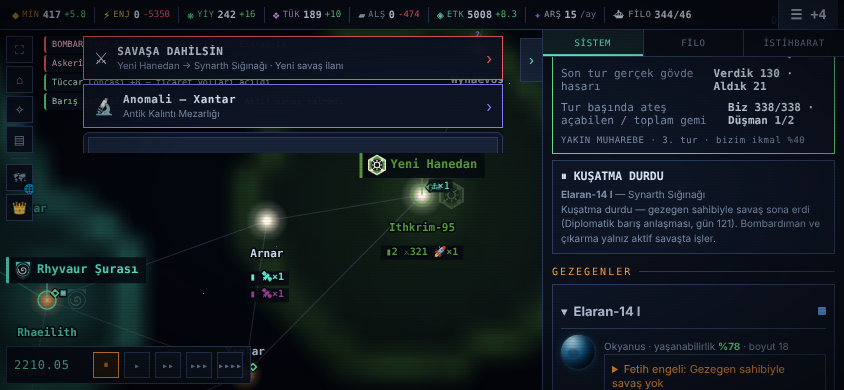 MİN 417 +5.8 ENJ 0 -5350 YİY 242 +16 TÜK 189 +10 ALŞ 0 -474 ETK 5008 +8.3 ARŞ 15 /ay FİLO 344/46 ☰ +4
SİSTEM FİLO İSTİHBARAT
BOMBAR
Askeri
Tüccar
Barış
SAVAŞA DAHİLSİN
Yeni Hanedan → Synarth Sığınağı · Yeni savaş ilanı
Anomali — Xantar
Antik Kalıntı Mezarlığı
Yeni Hanedan
×1
Ithkrim-95
2 ×321 ×1
Arnar
×1
×1
Rhyvaur Şurası
Rhaeilith
2210.05
Son tur gerçek gövde hasarı Verdik 130 · Aldık 21
Tur başında ateş açabilen / toplam gemi Biz 338/338 · Düşman 1/2
YAKIN MUHAREBE · 3. tur · bizim ikmal %40
KUŞATMA DURDU
Elaran-14 I — Synarth Sığınağı
Kuşatma durdu — gezegen sahibiyle savaş sona erdi
(Diplomatik barış anlaşması, gün 121). Bombardıman ve
çıkarma yalnız aktif savaşta işler.
GEZEGENLER
▾ Elaran-14 I
Okyanus · yaşanabilirlik %78 · boyut 18
▶ Fetih engeli: Gezegen sahibiyle
savaş yok